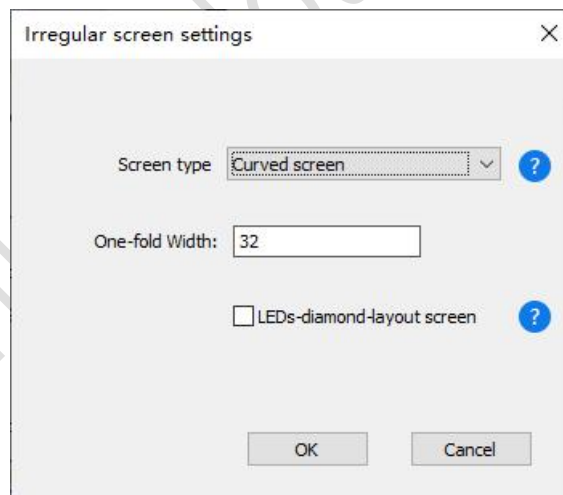 Irregular screen settings
Screen type Curved screen ?
One-fold Width: 32
LEDs-diamond-layout screen ?
OK Cancel